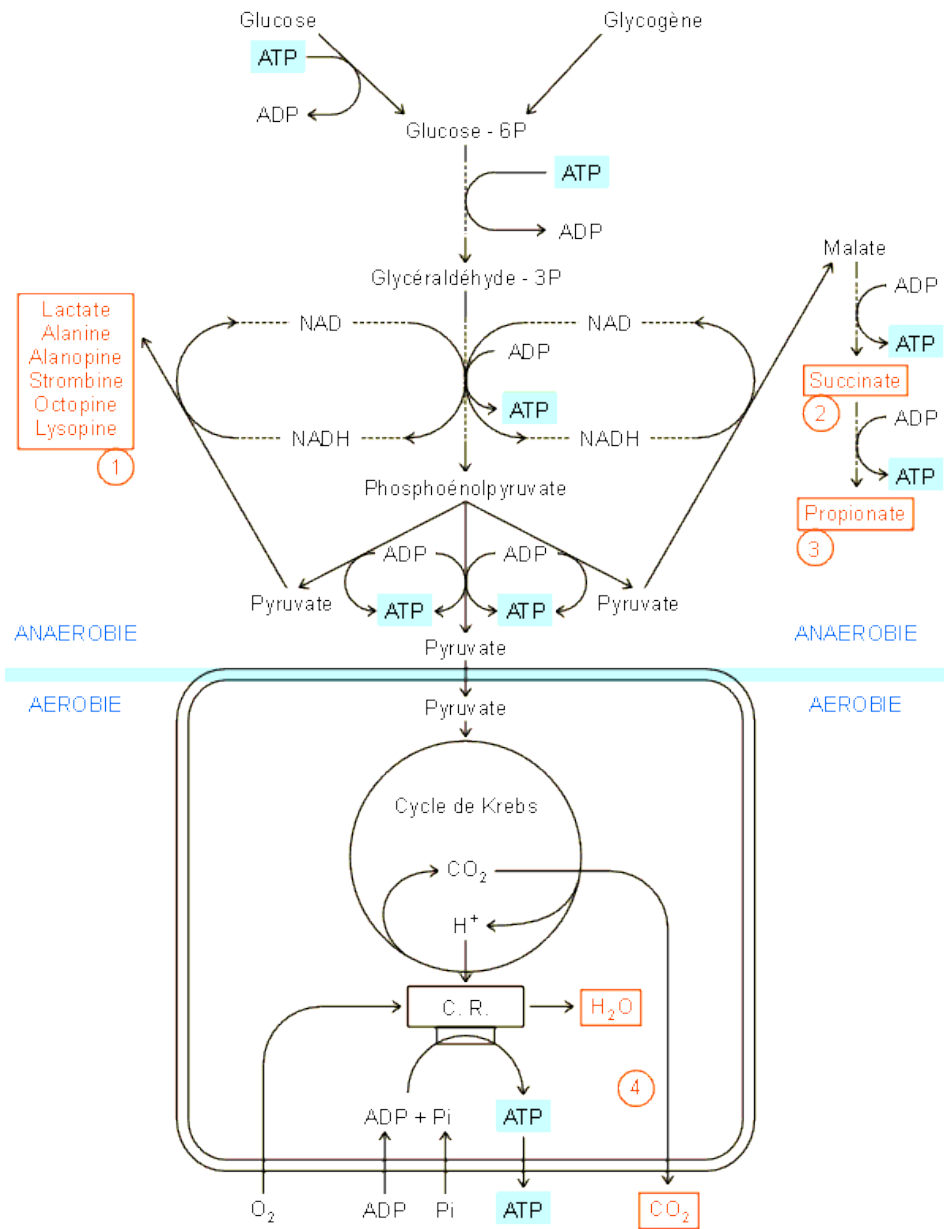 Glucose
Glycogène
ATP
ADP
Glucose - 6P
ATP
ADP
Malate
Glycéraldéhyde - 3P
ADP
Lactate
Alanine
Alanopine
Strombine
Octopine
Lysopine
1
NAD
NAD
ADP
ATP
ATP
Succinate
2
NADH
NADH
ADP
ATP
Phosphoénolpyruvate
Propionate
3
ADP
ADP
Pyruvate
ATP
ATP
Pyruvate
ANAEROBIE
ANAEROBIE
Pyruvate
AEROBIE
Pyruvate
AEROBIE
Cycle de Krebs
CO₂
H⁺
C. R.
H₂O
4
ADP + Pi
ATP
O₂
ADP
Pi
ATP
CO₂